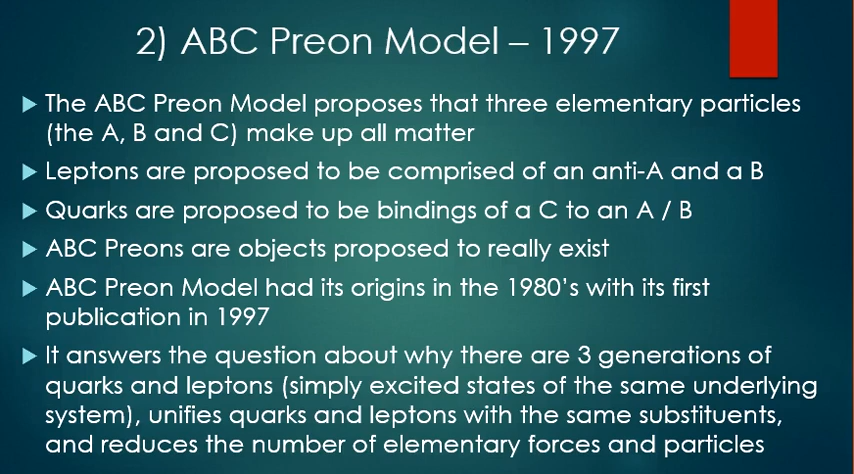 2) ABC Preon Model – 1997
The ABC Preon Model proposes that three elementary particles
(the A, B and C) make up all matter
Leptons are proposed to be comprised of an anti-A and a B
Quarks are proposed to be bindings of a C to an A / B
ABC Preons are objects proposed to really exist
ABC Preon Model had its origins in the 1980's with its first
publication in 1997
It answers the question about why there are 3 generations of
quarks and leptons (simply excited states of the same underlying
system), unifies quarks and leptons with the same substituents,
and reduces the number of elementary forces and particles